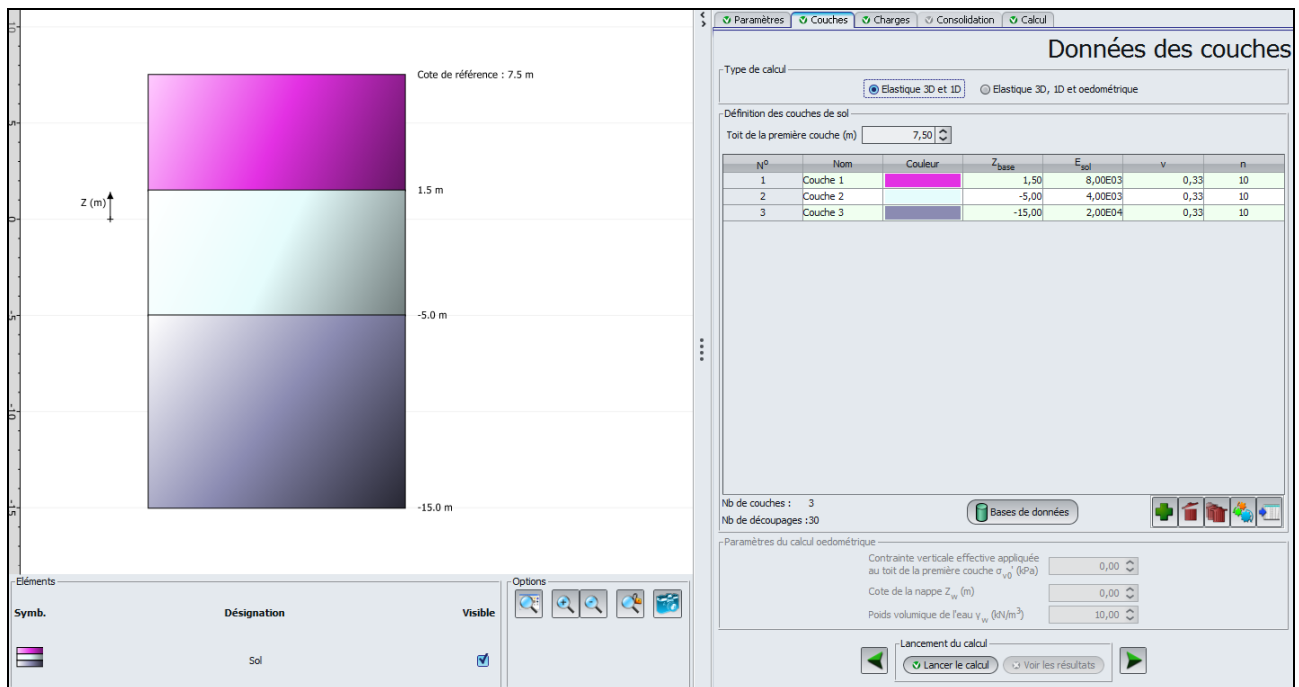 10
5
0
-5
-10
-15
Z (m)
Cote de référence : 7.5 m
1.5 m
-5.0 m
-15.0 m
Eléments
Symb. Désignation Visible
Sol
Options
Paramètres Couches Charges Consolidation Calcul
Données des couches
Type de calcul
Elastique 3D et 1D Elastique 3D, 1D et oedométrique
Définition des couches de sol
Toit de la première couche (m) 7,50
N° Nom Couleur Zbase Esol ν n
1 Couche 1 1,50 8,00E03 0,33 10
2 Couche 2 -5,00 4,00E03 0,33 10
3 Couche 3 -15,00 2,00E04 0,33 10
Nb de couches : 3
Nb de découpages :30
Bases de données
Paramètres du calcul oedométrique
Contrainte verticale effective appliquée
au toit de la première couche σv0' (kPa) 0,00
Cote de la nappe Zw (m) 0,00
Poids volumique de l'eau γw (kN/m³) 10,00
Lancement du calcul
Lancer le calcul Voir les résultats